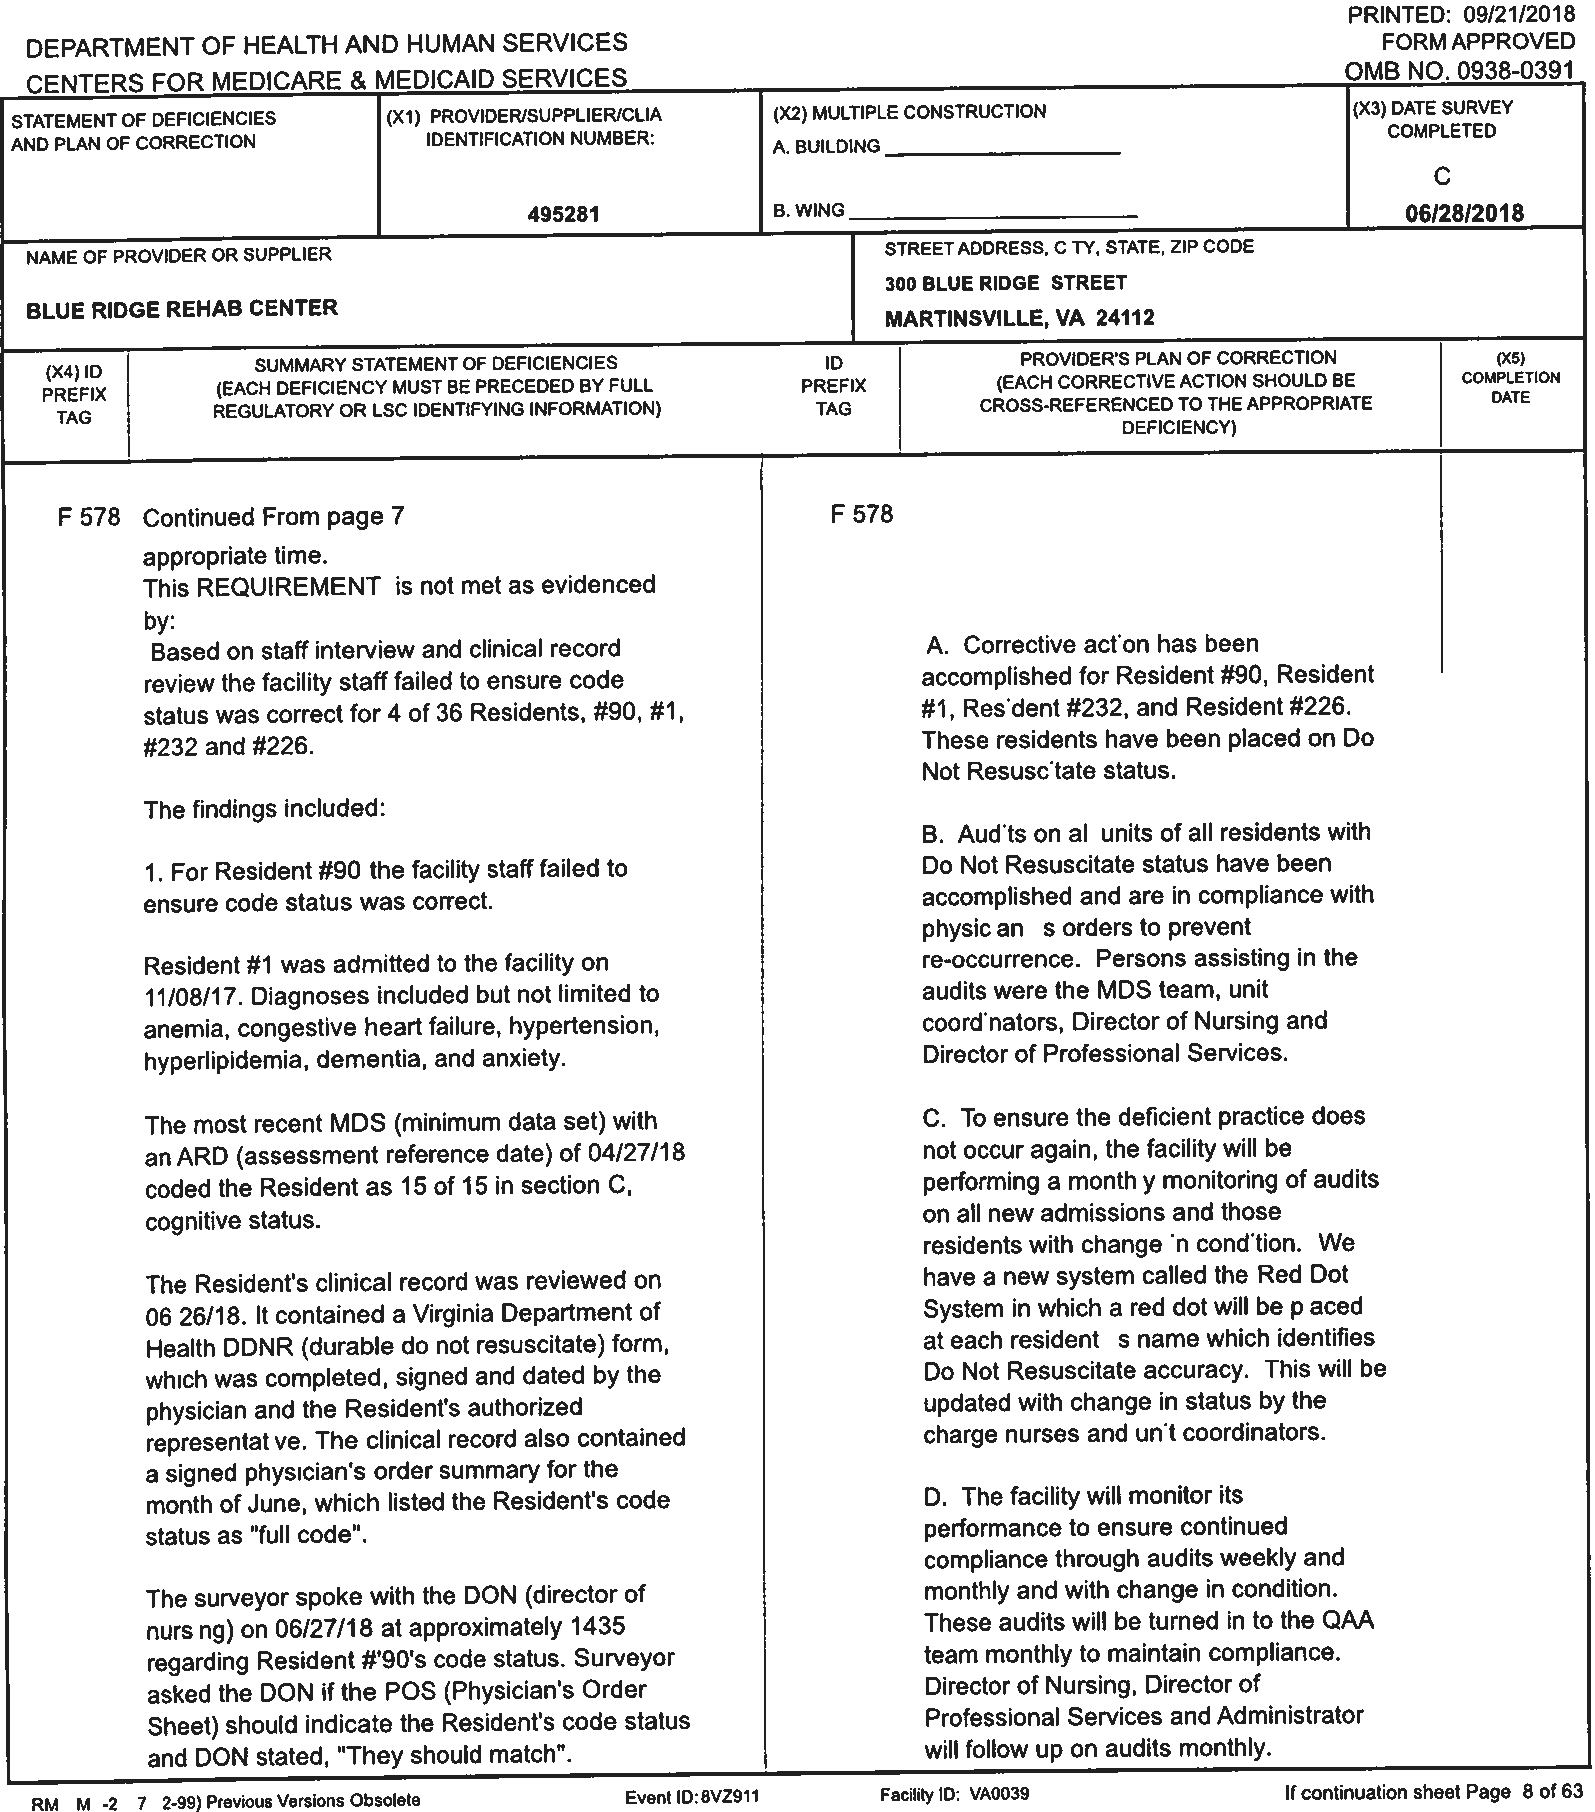 PRINTED: 09/21/2018
DEPARTMENT OF HEALTH AND HUMAN SERVICES
FORM APPROVED
CENTERS FOR MEDICARE & MEDICAID SERVICES
OMB NO. 0938-0391
STATEMENT OF DEFICIENCIES
AND PLAN OF CORRECTION
(X1) PROVIDER/SUPPLIER/CLIA
IDENTIFICATION NUMBER:
495281
(X2) MULTIPLE CONSTRUCTION
A. BUILDING
B. WING
(X3) DATE SURVEY
COMPLETED
C
06/28/2018
NAME OF PROVIDER OR SUPPLIER
BLUE RIDGE REHAB CENTER
STREET ADDRESS, C TY, STATE, ZIP CODE
300 BLUE RIDGE STREET
MARTINSVILLE, VA 24112
(X4) ID
PREFIX
TAG
SUMMARY STATEMENT OF DEFICIENCIES
(EACH DEFICIENCY MUST BE PRECEDED BY FULL
REGULATORY OR LSC IDENTIFYING INFORMATION)
ID
PREFIX
TAG
PROVIDER'S PLAN OF CORRECTION
(EACH CORRECTIVE ACTION SHOULD BE
CROSS-REFERENCED TO THE APPROPRIATE
DEFICIENCY)
(X5)
COMPLETION
DATE
F 578 Continued From page 7
appropriate time.
This REQUIREMENT is not met as evidenced
by:
Based on staff interview and clinical record
review the facility staff failed to ensure code
status was correct for 4 of 36 Residents, #90, #1,
#232 and #226.
The findings included:
1. For Resident #90 the facility staff failed to
ensure code status was correct.
Resident #1 was admitted to the facility on
11/08/17. Diagnoses included but not limited to
anemia, congestive heart failure, hypertension,
hyperlipidemia, dementia, and anxiety.
The most recent MDS (minimum data set) with
an ARD (assessment reference date) of 04/27/18
coded the Resident as 15 of 15 in section C,
cognitive status.
The Resident's clinical record was reviewed on
06 26/18. It contained a Virginia Department of
Health DDNR (durable do not resuscitate) form,
which was completed, signed and dated by the
physician and the Resident's authorized
representat ve. The clinical record also contained
a signed physician's order summary for the
month of June, which listed the Resident's code
status as "full code".
The surveyor spoke with the DON (director of
nurs ng) on 06/27/18 at approximately 1435
regarding Resident #'90's code status. Surveyor
asked the DON if the POS (Physician's Order
Sheet) should indicate the Resident's code status
and DON stated, "They should match".
F 578
A. Corrective act on has been
accomplished for Resident #90, Resident
#1, Res dent #232, and Resident #226.
These residents have been placed on Do
Not Resusc tate status.
B. Aud ts on al units of all residents with
Do Not Resuscitate status have been
accomplished and are in compliance with
physic an s orders to prevent
re-occurrence. Persons assisting in the
audits were the MDS team, unit
coord nators, Director of Nursing and
Director of Professional Services.
C. To ensure the deficient practice does
not occur again, the facility will be
performing a month y monitoring of audits
on all new admissions and those
residents with change n cond tion. We
have a new system called the Red Dot
System in which a red dot will be p aced
at each resident s name which identifies
Do Not Resuscitate accuracy. This will be
updated with change in status by the
charge nurses and un t coordinators.
D. The facility will monitor its
performance to ensure continued
compliance through audits weekly and
monthly and with change in condition.
These audits will be turned in to the QAA
team monthly to maintain compliance.
Director of Nursing, Director of
Professional Services and Administrator
will follow up on audits monthly.
RM M -2 7 2-99) Previous Versions Obsolete
Event ID: 8VZ911
Facility ID: VA0039
If continuation sheet Page 8 of 63